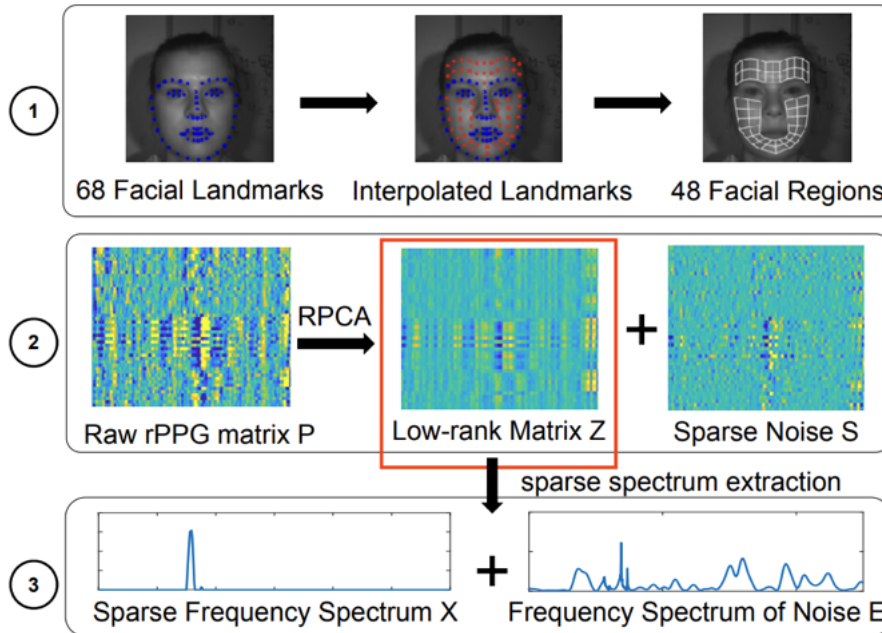 1
68 Facial Landmarks
Interpolated Landmarks
48 Facial Regions
2
RPCA
+
Raw rPPG matrix P
Low-rank Matrix Z
Sparse Noise S
sparse spectrum extraction
3
+
Sparse Frequency Spectrum X
Frequency Spectrum of Noise E